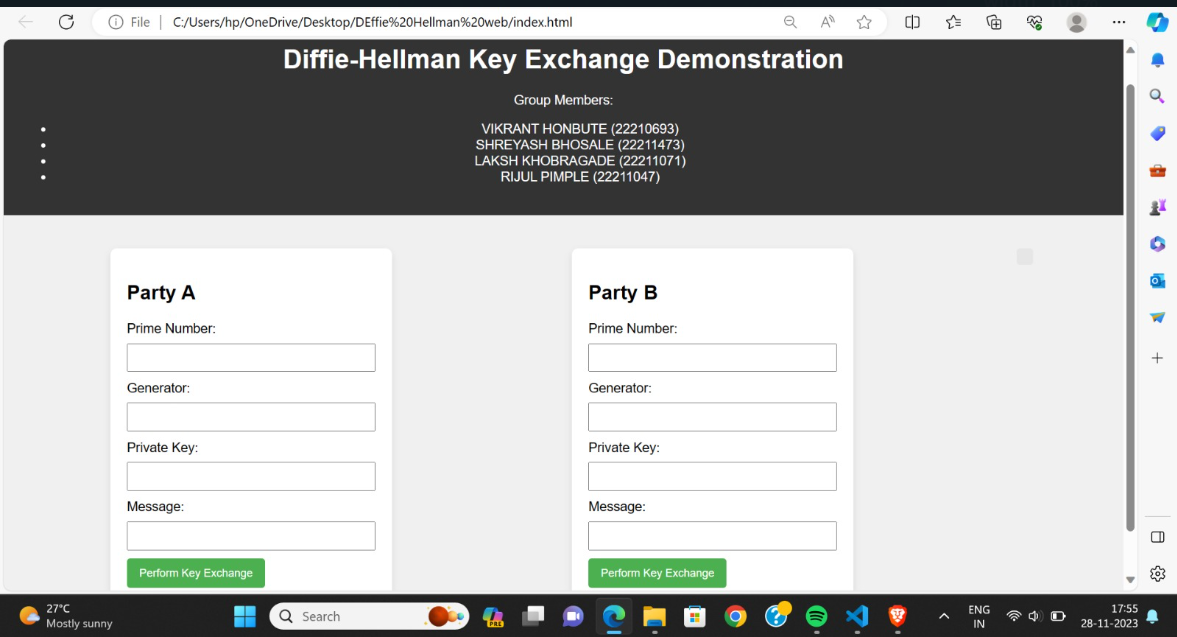 File
C:/Users/hp/OneDrive/Desktop/DEffie%20Hellman%20web/index.html
Diffie-Hellman Key Exchange Demonstration
Group Members:
VIKRANT HONBUTE (22210693)
SHREYASH BHOSALE (22211473)
LAKSH KHOBRAGADE (22211071)
RIJUL PIMPLE (22211047)
Party A
Prime Number:
Generator:
Private Key:
Message:
Perform Key Exchange
Party B
Prime Number:
Generator:
Private Key:
Message:
Perform Key Exchange
27°C
Mostly sunny
Search
PRE
ENG
IN
17:55
28-11-2023